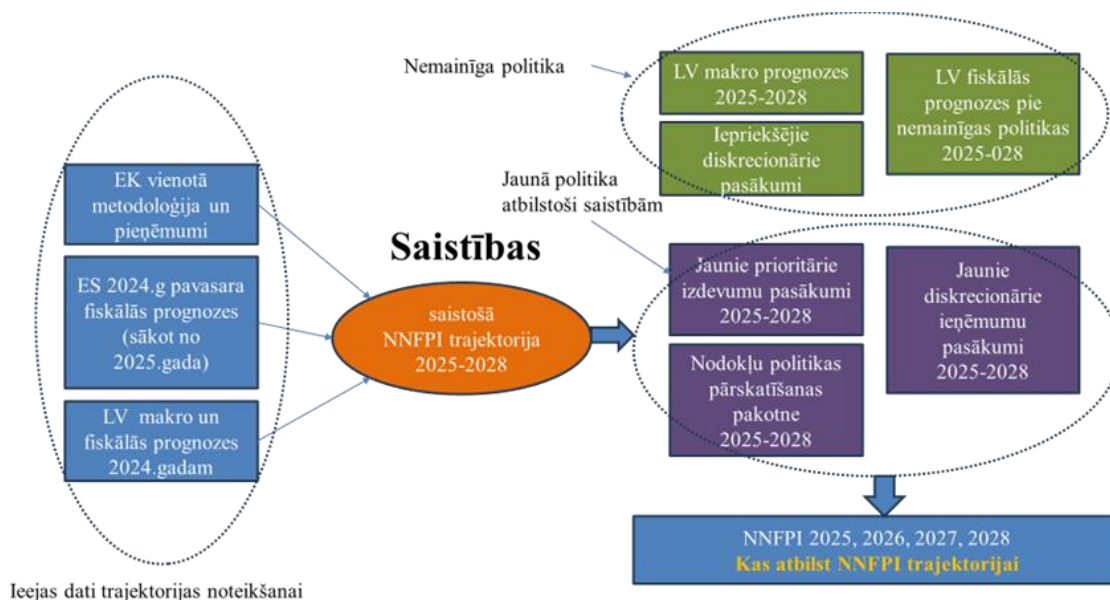 Nemainīga politika
LV makro prognozes
2025-2028
Iepriekšējie
diskrecionārie
pasākumi
LV fiskālās
prognozes pie
nemainīgas politikas
2025-028
EK vienotā
metodoloģija un
pieņēmumi
ES 2024.g pavasara
fiskālās prognozes
(sākot no
2025.gada)
LV makro un
fiskālās prognozes
2024.gadam
Ieejas dati trajektorijas noteikšanai
Saistības
saistošā
NNFPI trajektorija
2025-2028
Jaunā politika
atbilstoši saistībām
Jaunie prioritārie
izdevumu pasākumi
2025-2028
Nodokļu politikas
pārskatīšanas
pakotne
2025-2028
Jaunie
diskrecionārie
ieņēmumu
pasākumi
2025-2028
NNFPI 2025, 2026, 2027, 2028
Kas atbilst NNFPI trajektorijai